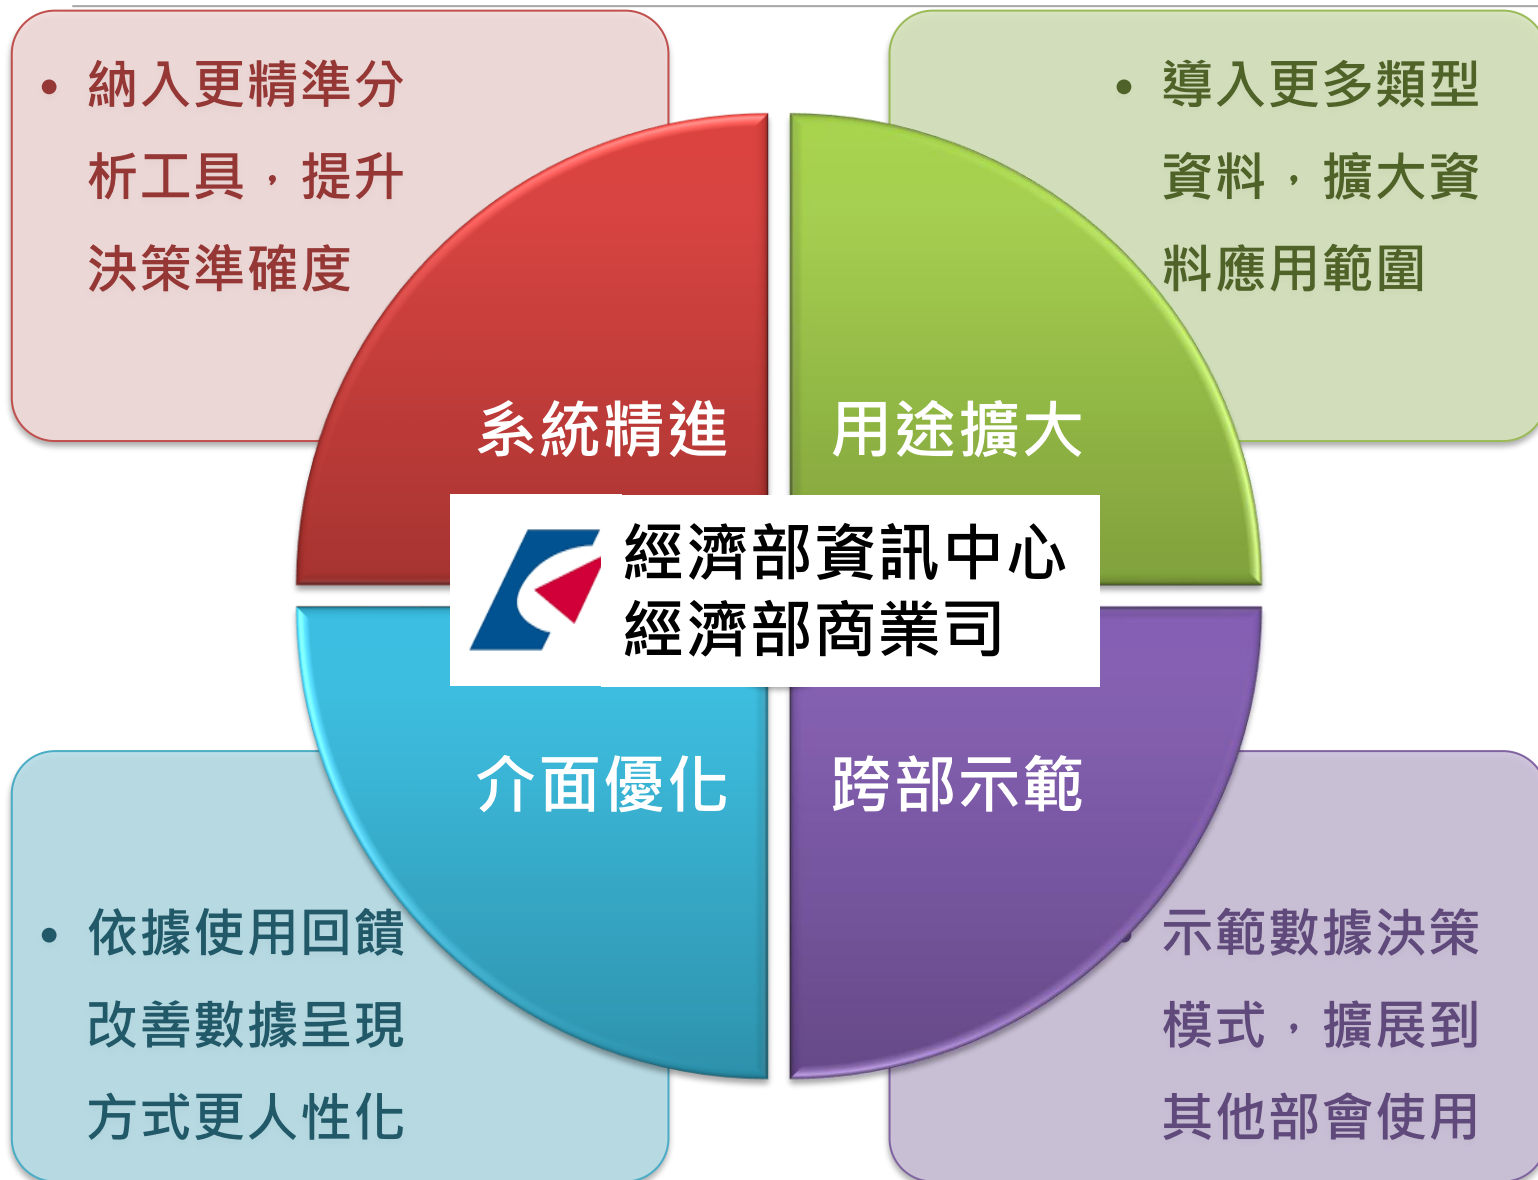 • 納入更精準分
析工具，提升
決策準確度
• 導入更多類型
資料，擴大資
料應用範圍
系統精進
用途擴大
經濟部資訊中心
經濟部商業司
介面優化
跨部示範
• 依據使用回饋
改善數據呈現
方式更人性化
• 示範數據決策
模式，擴展到
其他部會使用